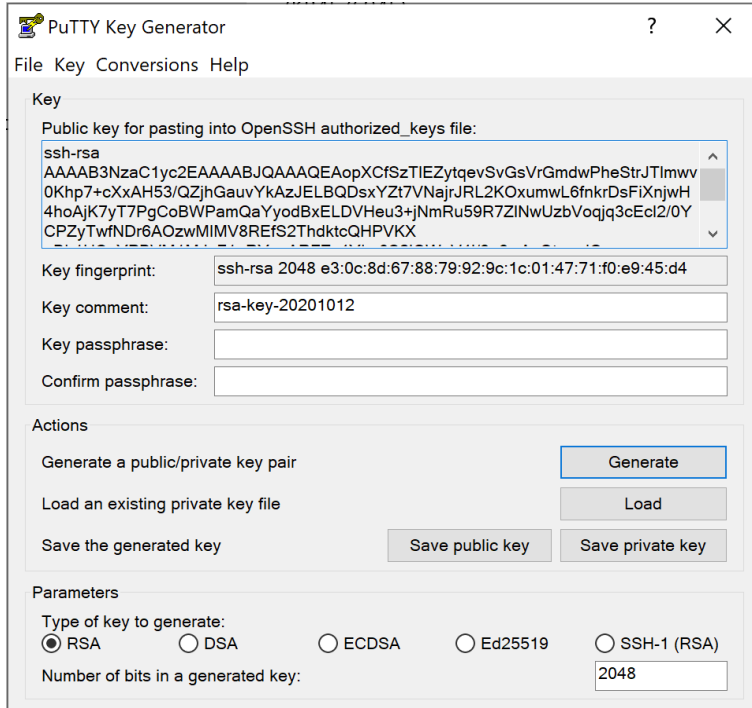 PuTTY Key Generator
? ×
File Key Conversions Help
Key
Public key for pasting into OpenSSH authorized_keys file:
ssh-rsa
AAAAB3NzaC1yc2EAAAABJQAAAQEAopXCfSzTlEZytqevSvGsVrGmdwPheStrJTlmwv
0Khp7+cXxAH53/QZjhGauvYkAzJELBQDsxYZt7VNajrJRL2KOxumwL6fnkrDsFiXnjwH
4hoAjK7yT7PgCoBWPamQaYyodBxELDVHeu3+jNmRu59R7ZlNwUzbVoqjq3cEcl2/0Y
CPZyTwfNDr6AOzwMIMV8REfS2ThdktcQHPVKX
Key fingerprint:
ssh-rsa 2048 e3:0c:8d:67:88:79:92:9c:1c:01:47:71:f0:e9:45:d4
Key comment:
rsa-key-20201012
Key passphrase:
Confirm passphrase:
Actions
Generate a public/private key pair
Generate
Load an existing private key file
Load
Save the generated key
Save public key
Save private key
Parameters
Type of key to generate:
RSA DSA ECDSA Ed25519 SSH-1 (RSA)
Number of bits in a generated key:
2048